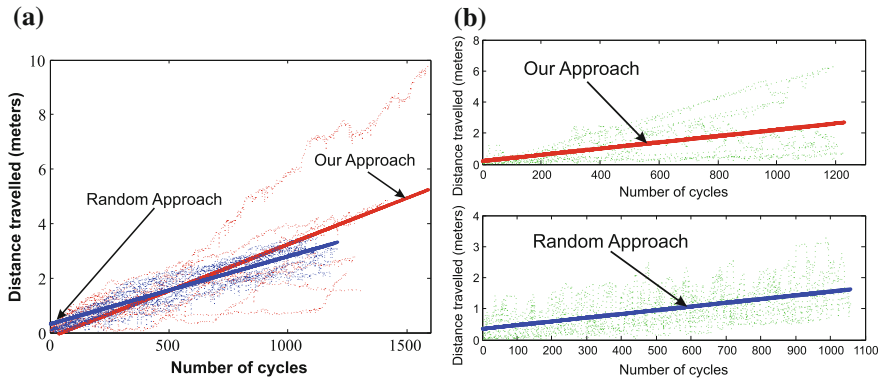 (a)
10
8
6
4
2
0
0
500
1000
1500
Distance travelled (meters)
Number of cycles
Random Approach
Our Approach
(b)
8
6
4
2
0
0 200 400 600 800 1000 1200
Distance travelled (meters)
Number of cycles
Our Approach
4
3
2
1
0
0 100 200 300 400 500 600 700 800 900 1000 1100
Distance travelled (meters)
Number of cycles
Random Approach